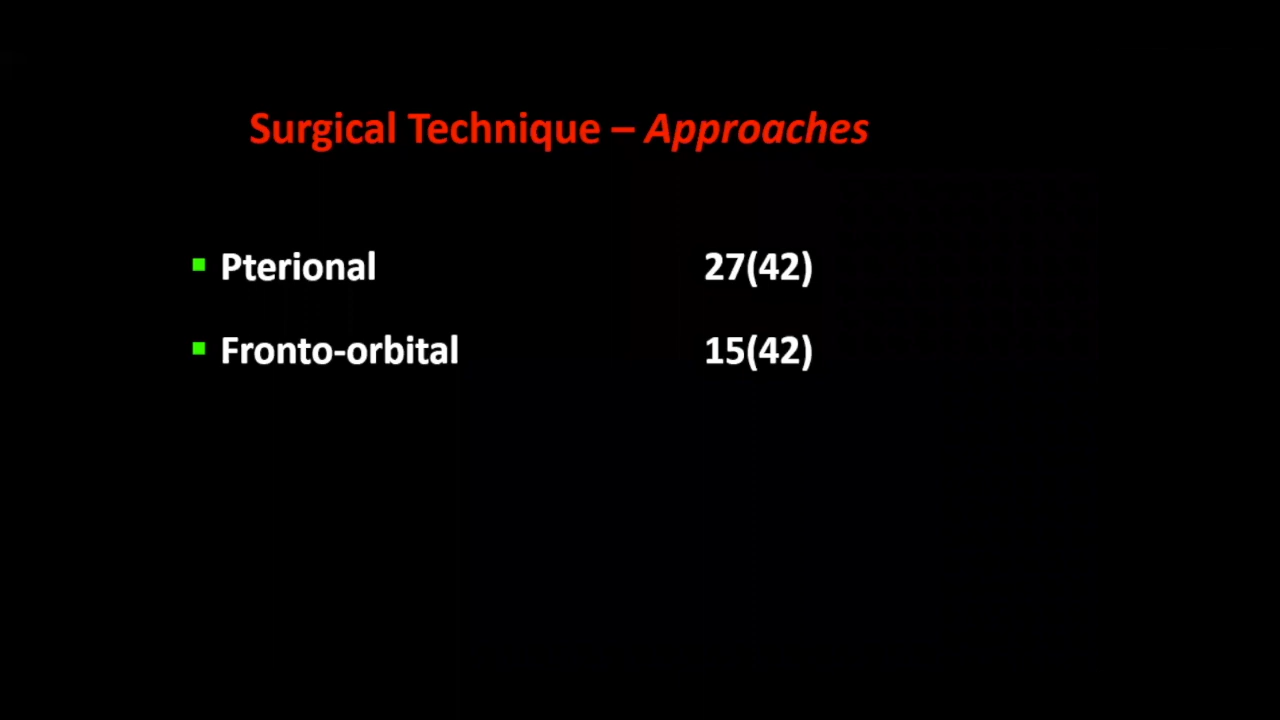 Surgical Technique – Approaches
▪ Pterional 27(42)
▪ Fronto-orbital 15(42)